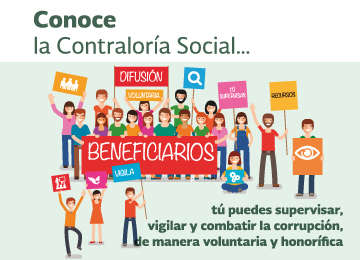 Conoce
la Contraloría Social...
DIFUSIÓN
VOLUNTARIA
TÚ
SUPERVISAR
RECURSOS
BENEFICIARIOS
VIGILA
tú puedes supervisar,
vigilar y combatir la corrupción,
de manera voluntaria y honorífica